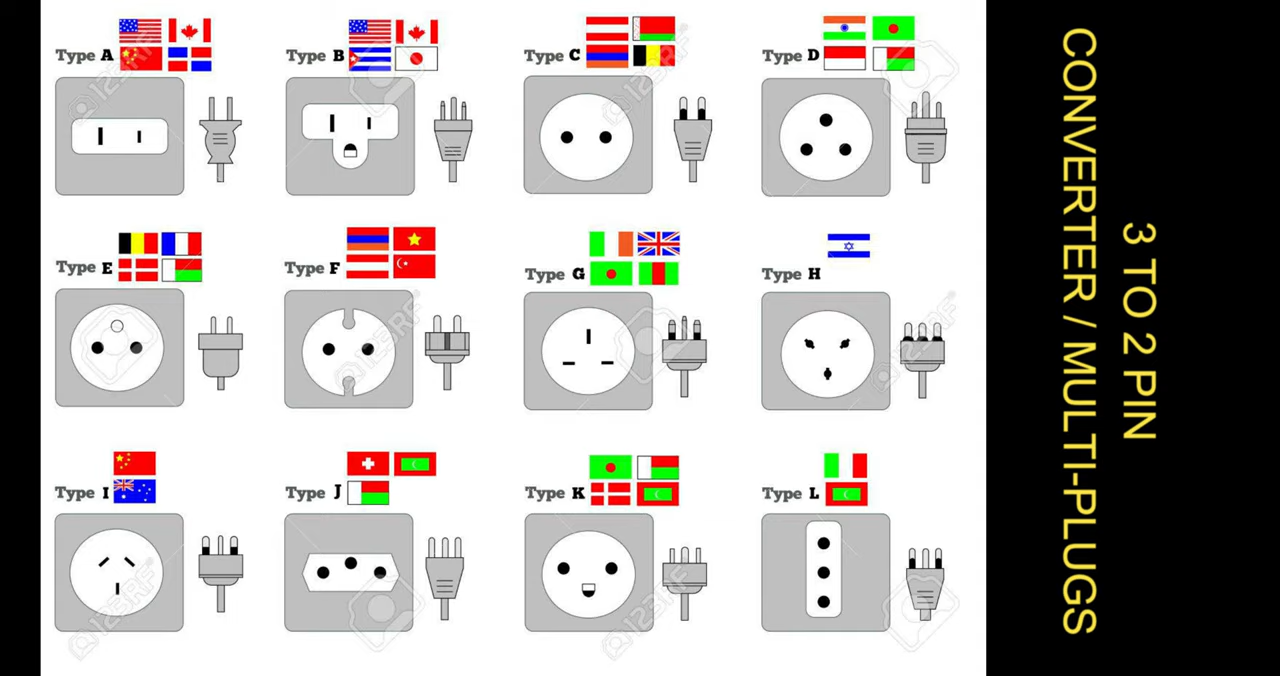 Type A
Type B
Type C
Type D
Type E
Type F
Type G
Type H
Type I
Type J
Type K
Type L
3 TO 2 PIN
CONVERTER / MULTI-PLUGS
123RF